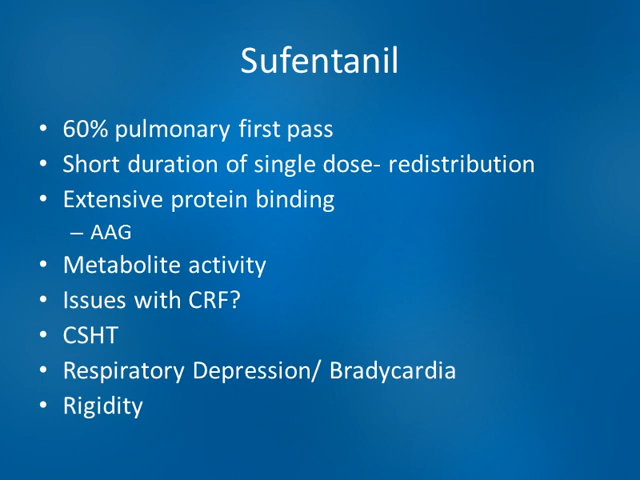 Sufentanil
• 60% pulmonary first pass
• Short duration of single dose- redistribution
• Extensive protein binding
– AAG
• Metabolite activity
• Issues with CRF?
• CSHT
• Respiratory Depression/ Bradycardia
• Rigidity